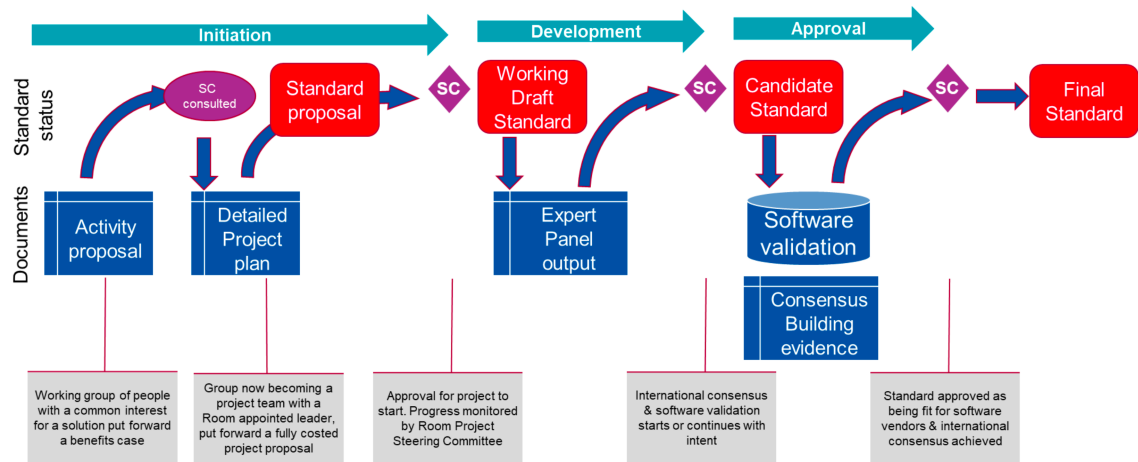 Initiation
Development
Approval
Standard
status
SC
consulted
Standard
proposal
SC
Working
Draft
Standard
SC
Candidate
Standard
SC
Final
Standard
Documents
Activity
proposal
Detailed
Project
plan
Expert
Panel
output
Software
validation
Consensus
Building
evidence
Working group of people
with a common interest
for a solution put forward
a benefits case
Group now becoming a
project team with a
Room appointed leader,
put forward a fully costed
project proposal
Approval for project to
start. Progress monitored
by Room Project
Steering Committee
International consensus
& software validation
starts or continues with
intent
Standard approved as
being fit for software
vendors & international
consensus achieved